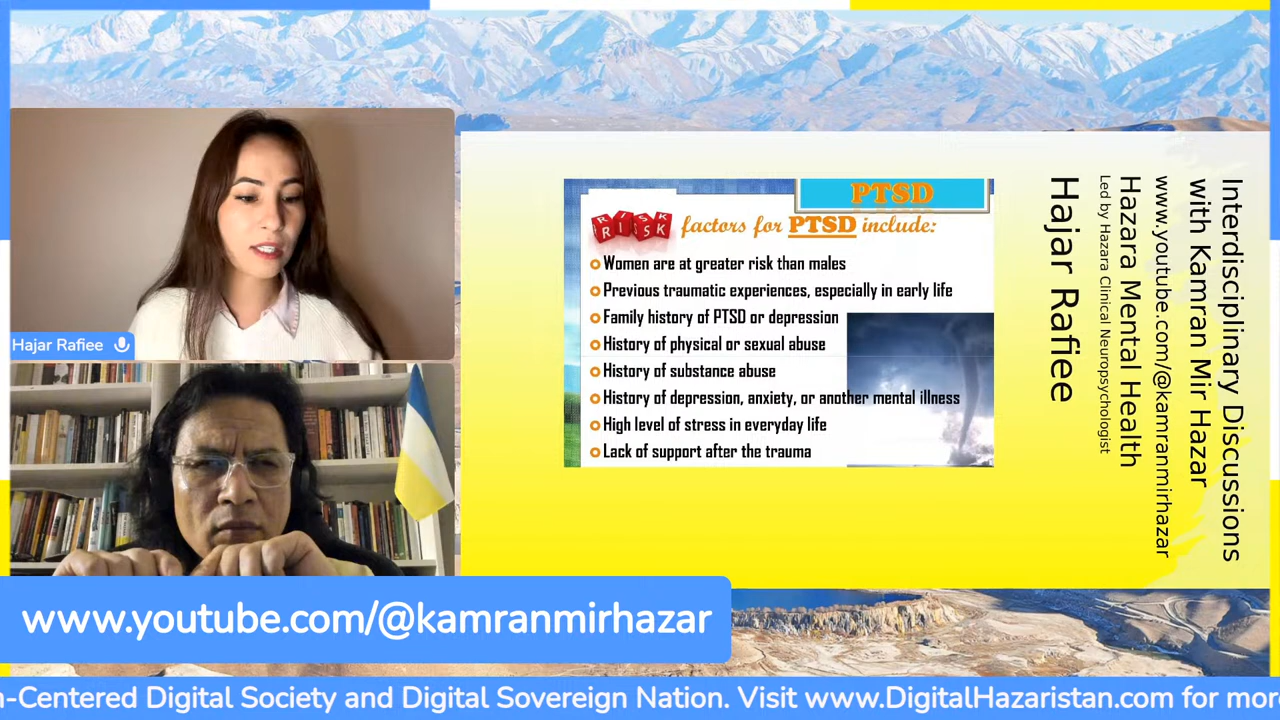 Hajar Rafiee
PTSD
RISK
RISK
factors for PTSD include:
Women are at greater risk than males
Previous traumatic experiences, especially in early life
Family history of PTSD or depression
History of physical or sexual abuse
History of substance abuse
History of depression, anxiety, or another mental illness
High level of stress in everyday life
Lack of support after the trauma
Interdisciplinary Discussions
with Kamran Mir Hazar
www.youtube.com/@kamranmirhazar
Hazara Mental Health
Led by Hazara Clinical Neuropsychologist
Hajar Rafiee
www.youtube.com/@kamranmirhazar
-Centered Digital Society and Digital Sovereign Nation. Visit www.DigitalHazaristan.com for